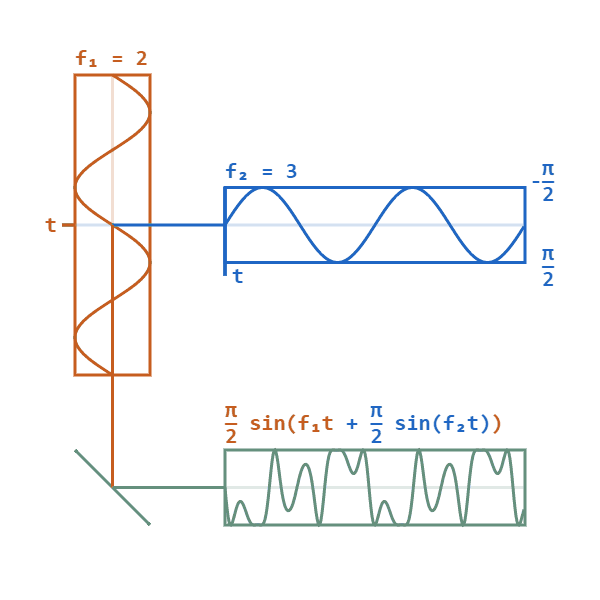 f₁ = 2
f₂ = 3
-π/2
t
t
π/2
π/2 sin(f₁t + π/2 sin(f₂t))